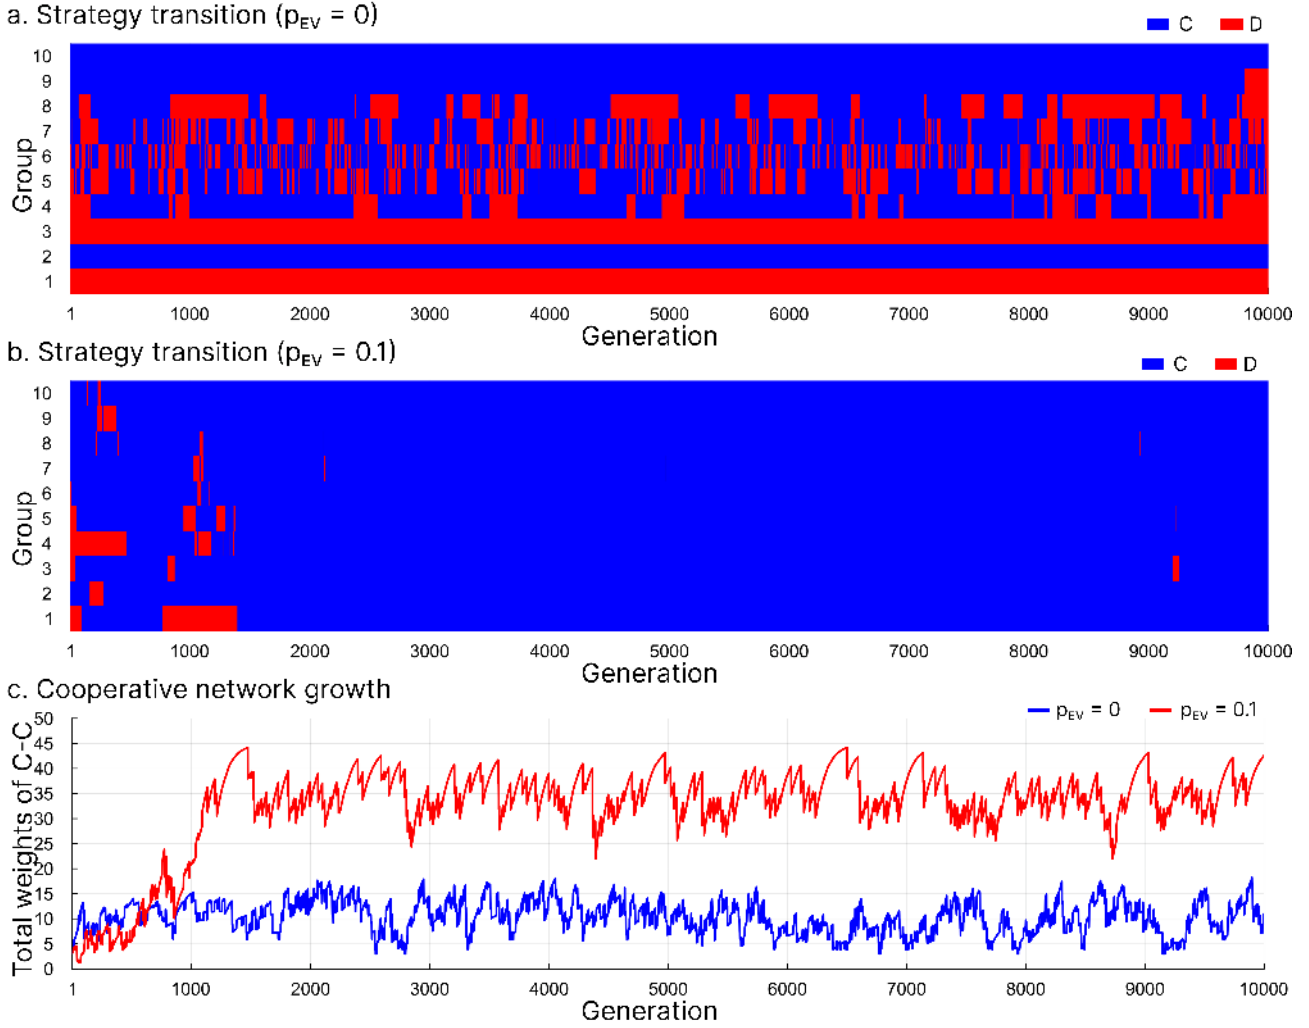 a. Strategy transition (pEV = 0)
C D
10
9
8
7
6
5
4
3
2
1
Group
1 1000 2000 3000 4000 5000 6000 7000 8000 9000 10000
Generation
b. Strategy transition (pEV = 0.1)
C D
10
9
8
7
6
5
4
3
2
1
Group
1 1000 2000 3000 4000 5000 6000 7000 8000 9000 10000
Generation
c. Cooperative network growth
pEV = 0 pEV = 0.1
50
45
40
35
30
25
20
15
10
5
0
Total weights of C-C
1 1000 2000 3000 4000 5000 6000 7000 8000 9000 10000
Generation